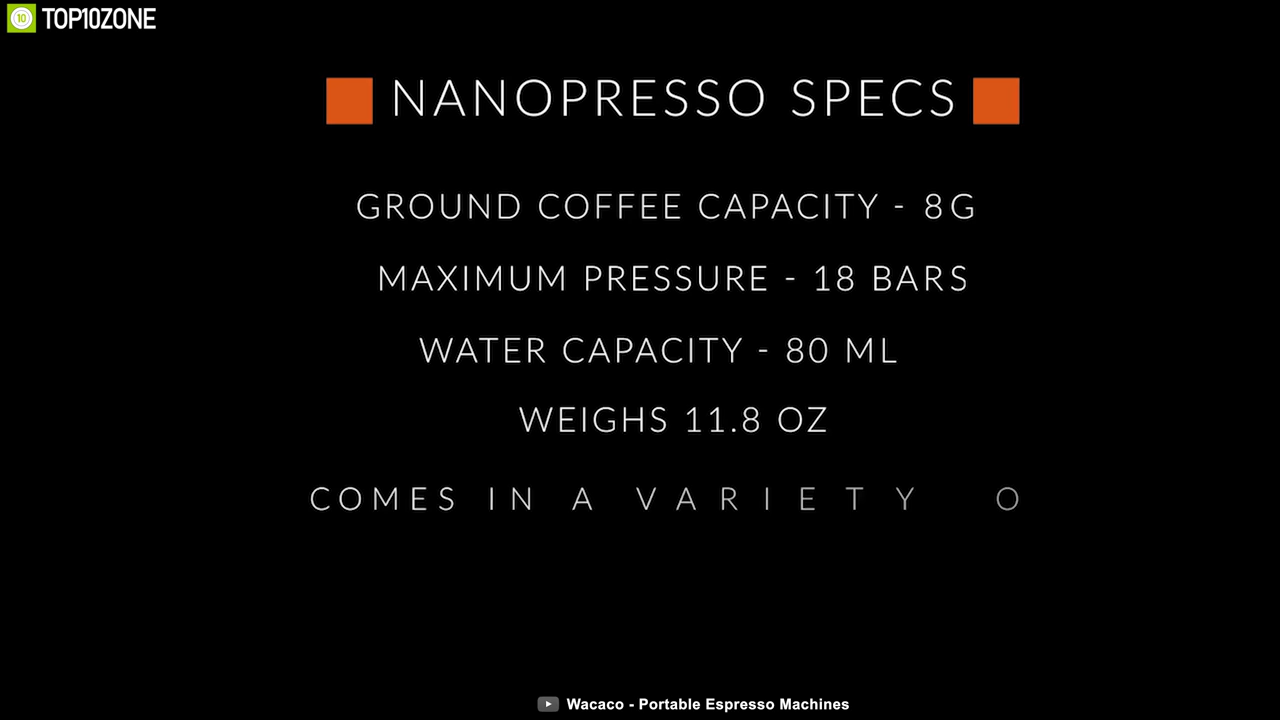 10 TOP10ZONE
NANOPRESSO SPECS
GROUND COFFEE CAPACITY - 8G
MAXIMUM PRESSURE - 18 BARS
WATER CAPACITY - 80 ML
WEIGHS 11.8 OZ
COMES IN A VARIETY O
Wacaco - Portable Espresso Machines